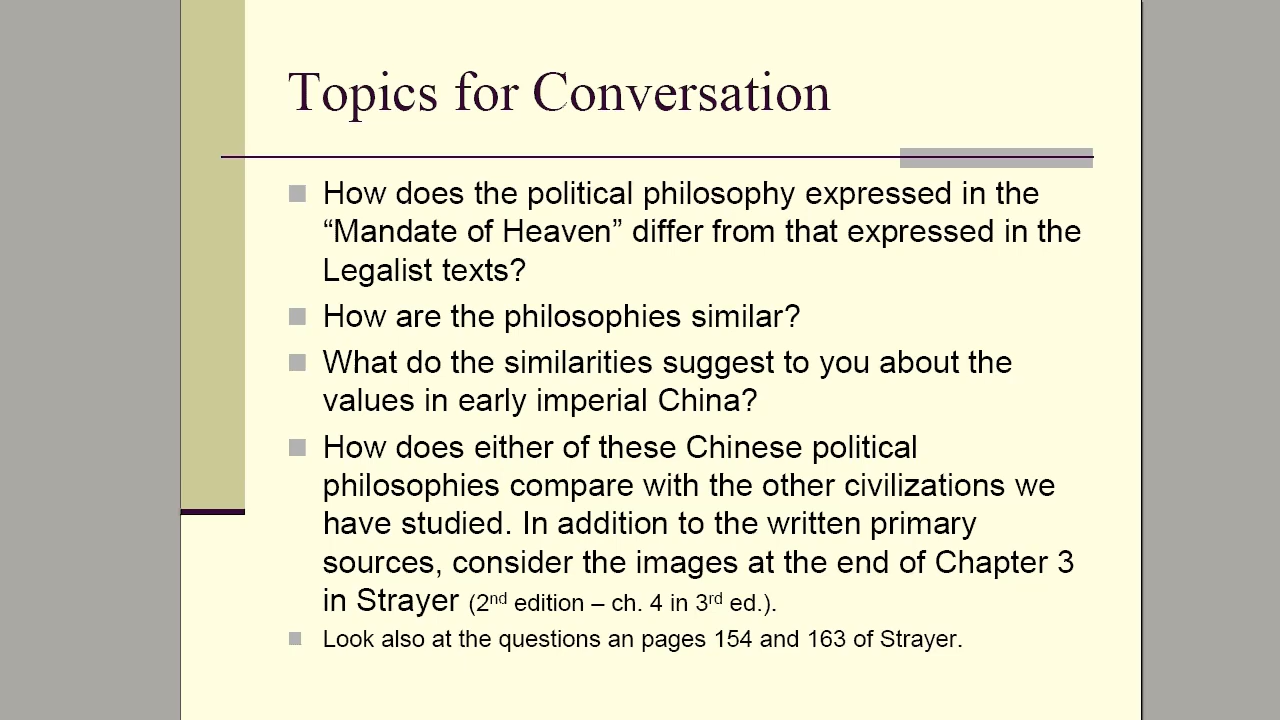 Topics for Conversation
How does the political philosophy expressed in the
“Mandate of Heaven” differ from that expressed in the
Legalist texts?
How are the philosophies similar?
What do the similarities suggest to you about the
values in early imperial China?
How does either of these Chinese political
philosophies compare with the other civilizations we
have studied. In addition to the written primary
sources, consider the images at the end of Chapter 3
in Strayer (2nd edition – ch. 4 in 3rd ed.).
Look also at the questions an pages 154 and 163 of Strayer.